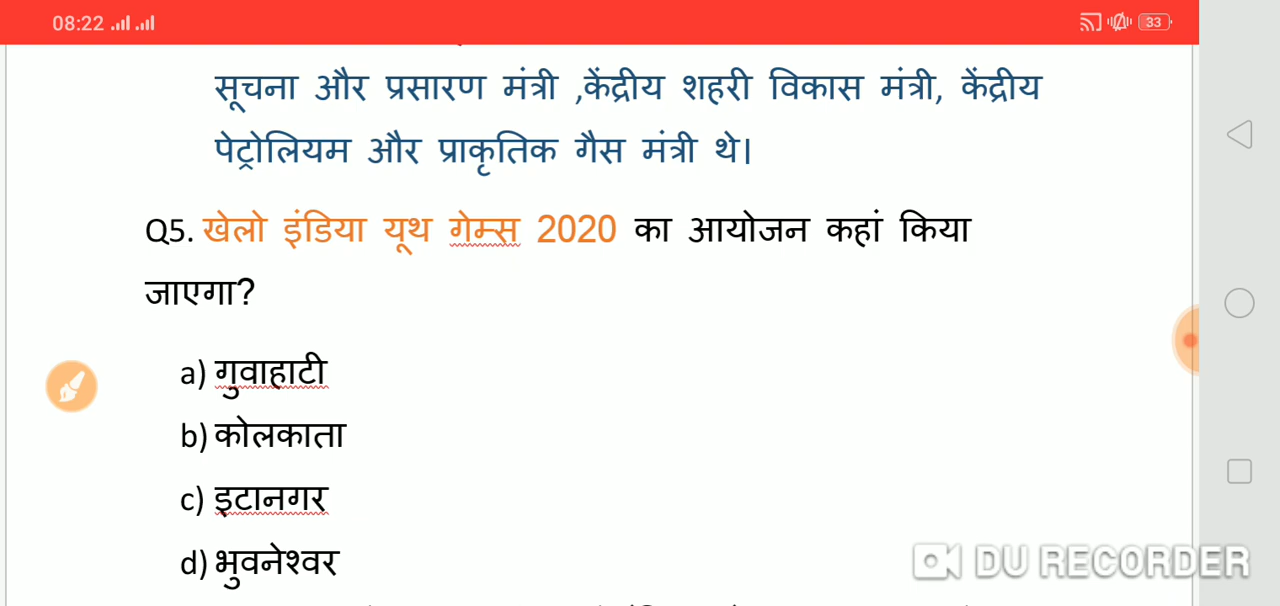 08:22
33
सूचना और प्रसारण मंत्री ,केंद्रीय शहरी विकास मंत्री, केंद्रीय
पेट्रोलियम और प्राकृतिक गैस मंत्री थे।
Q5. खेलो इंडिया यूथ गेम्स 2020 का आयोजन कहां किया
जाएगा?
a) गुवाहाटी
b) कोलकाता
c) इटानगर
d) भुवनेश्वर
DU RECORDER